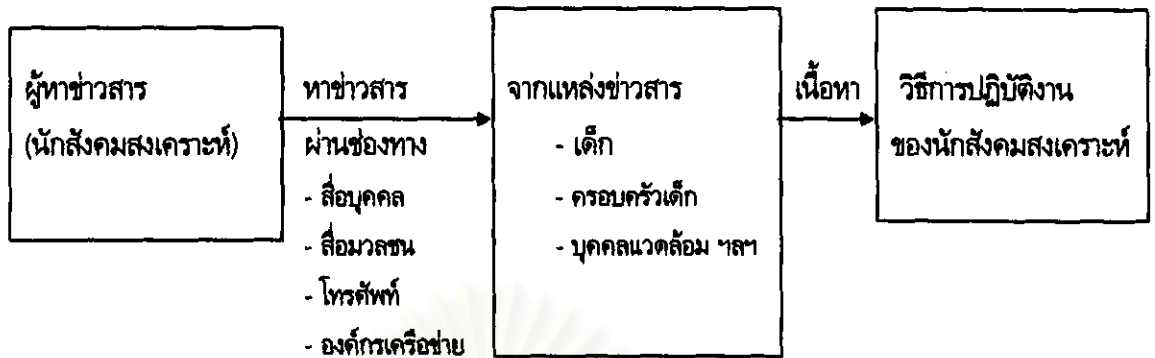 ผู้หาข่าวสาร
(นักสังคมสงเคราะห์)
หาข่าวสาร
ผ่านช่องทาง
- สื่อบุคคล
- สื่อมวลชน
- โทรศัพท์
- องค์กรเครือข่าย
จากแหล่งข่าวสาร
- เด็ก
- ครอบครัวเด็ก
- บุคคลแวดล้อม ฯลฯ
เนื้อหา
วิธีการปฏิบัติงาน
ของนักสังคมสงเคราะห์